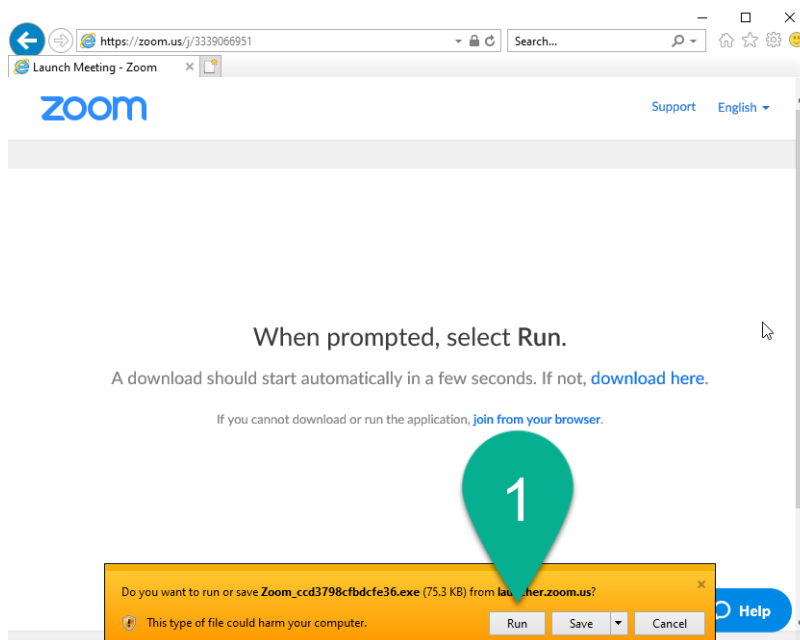 https://zoom.us/j/3339066951
Search...
Launch Meeting - Zoom
zoom
Support
English
When prompted, select Run.
A download should start automatically in a few seconds. If not, download here.
If you cannot download or run the application, join from your browser.
1
Do you want to run or save Zoom_ccd3798cfbdcfe36.exe (75.3 KB) from er.zoom.us?
This type of file could harm your computer.
Run
Save
Cancel
Help